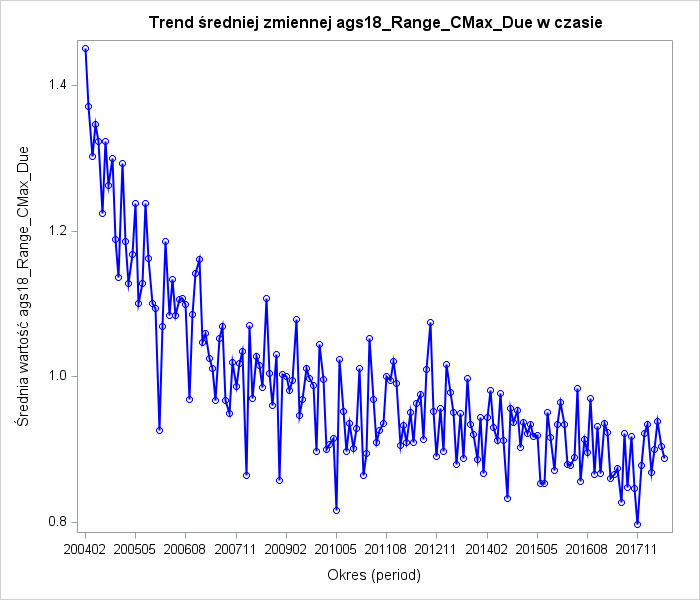 Trend średniej zmiennej ags18_Range_CMax_Due w czasie
Średnia wartość ags18_Range_CMax_Due
1.4
1.2
1.0
0.8
200402 200505 200608 200711 200902 201005 201108 201211 201402 201505 201608 201711
Okres (period)